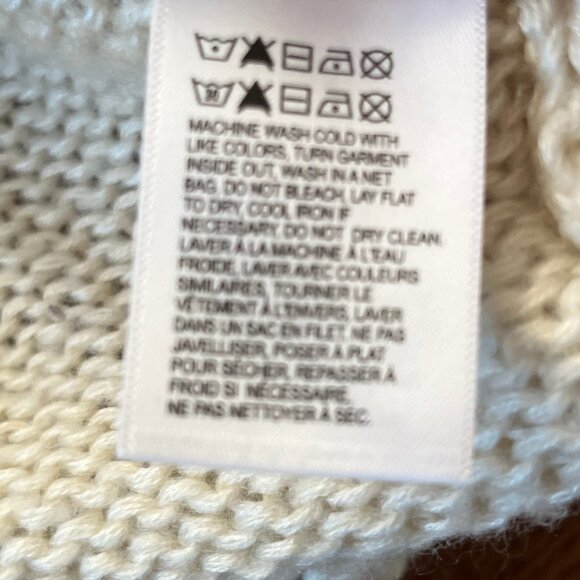 MACHINE WASH COLD WITH
LIKE COLORS, TURN GARMENT
INSIDE OUT, WASH IN A NET
BAG. DO NOT BLEACH, LAY FLAT
TO DRY, COOL IRON IF
NECESSARY. DO NOT DRY CLEAN.
LAVER À LA MACHINE À L'EAU
FROIDE, LAVER AVEC COULEURS
SIMILAIRES, TOURNER LE
VÊTEMENT À L'ENVERS, LAVER
DANS UN SAC EN FILET. NE PAS
JAVELLISER, POSER À PLAT
POUR SÉCHER, REPASSER À
FROID SI NÉCESSAIRE.
NE PAS NETTOYER À SEC.